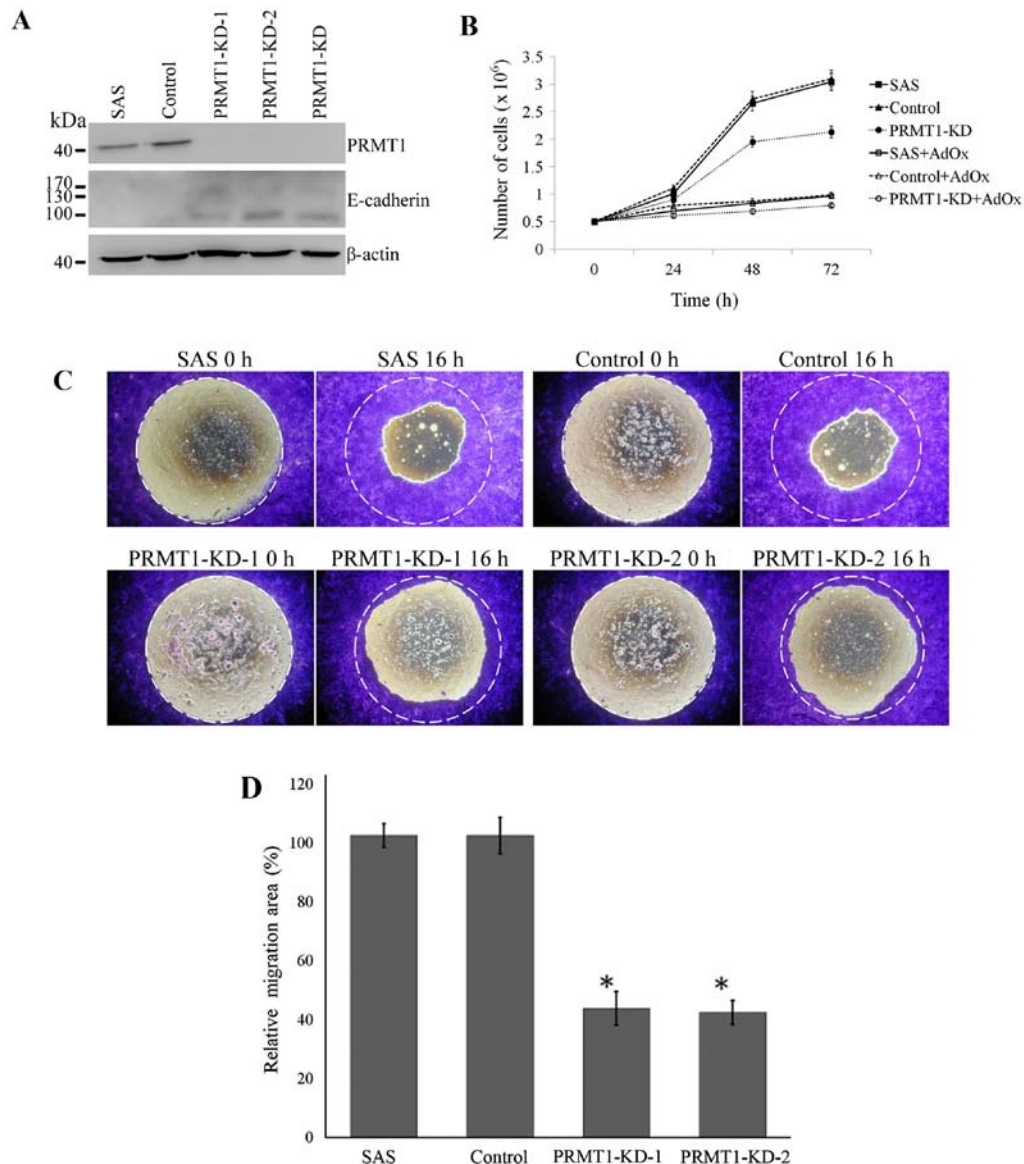 A
SAS
Control
PRMT1-KD-1
PRMT1-KD-2
PRMT1-KD
kDa
40
PRMT1
170
130
100
E-cadherin
40
β-actin
B
Number of cells (x 10⁶)
3.5
3
2.5
2
1.5
1
0.5
0
0 24 48 72
Time (h)
SAS
Control
PRMT1-KD
SAS+AdOx
Control+AdOx
PRMT1-KD+AdOx
C
SAS 0 h SAS 16 h Control 0 h Control 16 h
PRMT1-KD-1 0 h PRMT1-KD-1 16 h PRMT1-KD-2 0 h PRMT1-KD-2 16 h
D
Relative migration area (%)
120
100
80
60
40
20
0
* *
SAS Control PRMT1-KD-1 PRMT1-KD-2